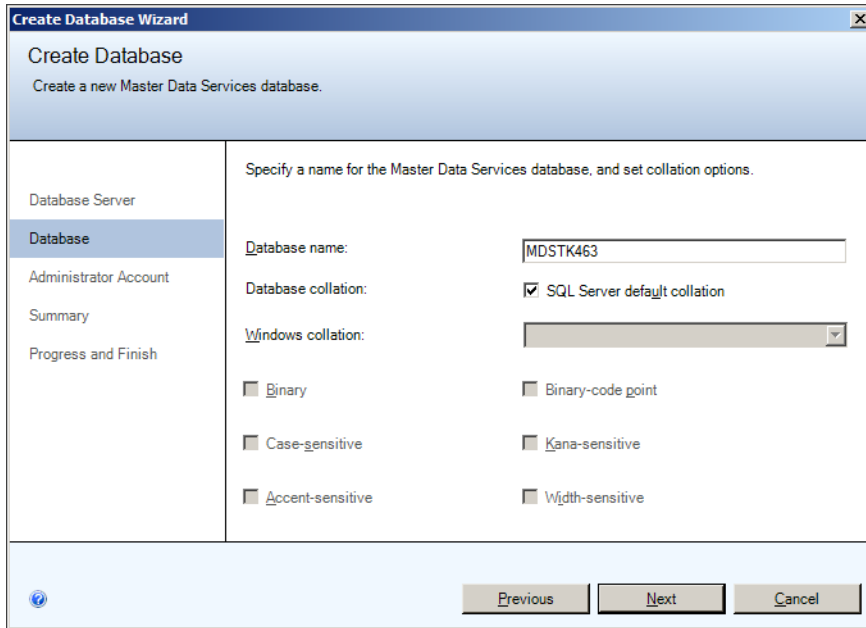 Create Database Wizard
Create Database
Create a new Master Data Services database.
Database Server
Database
Administrator Account
Summary
Progress and Finish
Specify a name for the Master Data Services database, and set collation options.
Database name: MDSTK463
Database collation: SQL Server default collation
Windows collation:
Binary Binary-code point
Case-sensitive Kana-sensitive
Accent-sensitive Width-sensitive
Previous Next Cancel